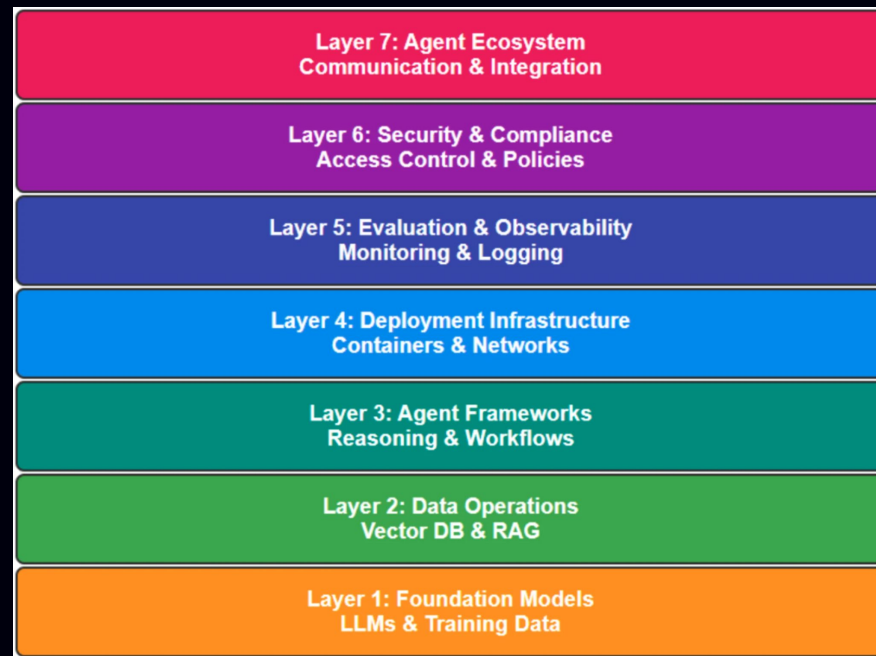 Layer 7: Agent Ecosystem
Communication & Integration
Layer 6: Security & Compliance
Access Control & Policies
Layer 5: Evaluation & Observability
Monitoring & Logging
Layer 4: Deployment Infrastructure
Containers & Networks
Layer 3: Agent Frameworks
Reasoning & Workflows
Layer 2: Data Operations
Vector DB & RAG
Layer 1: Foundation Models
LLMs & Training Data